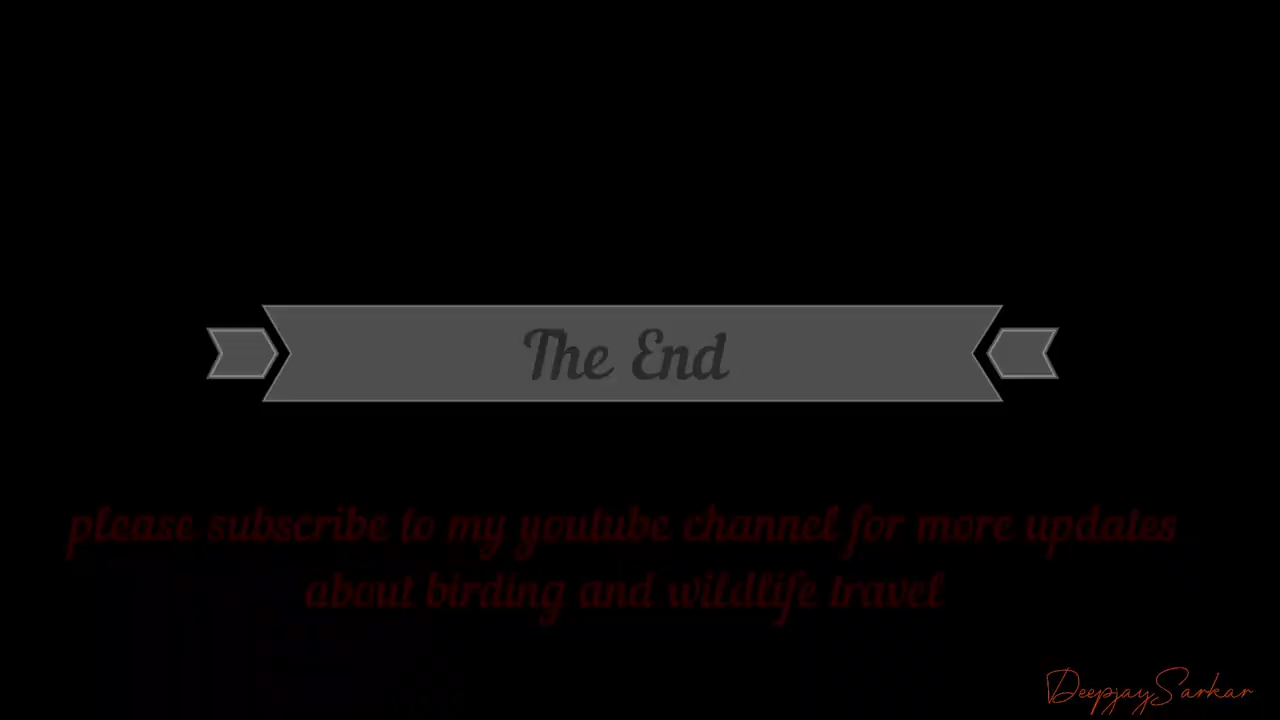 The End
please subscribe to my youtube channel for more updates
about birding and wildlife travel
DeepjaySarkar